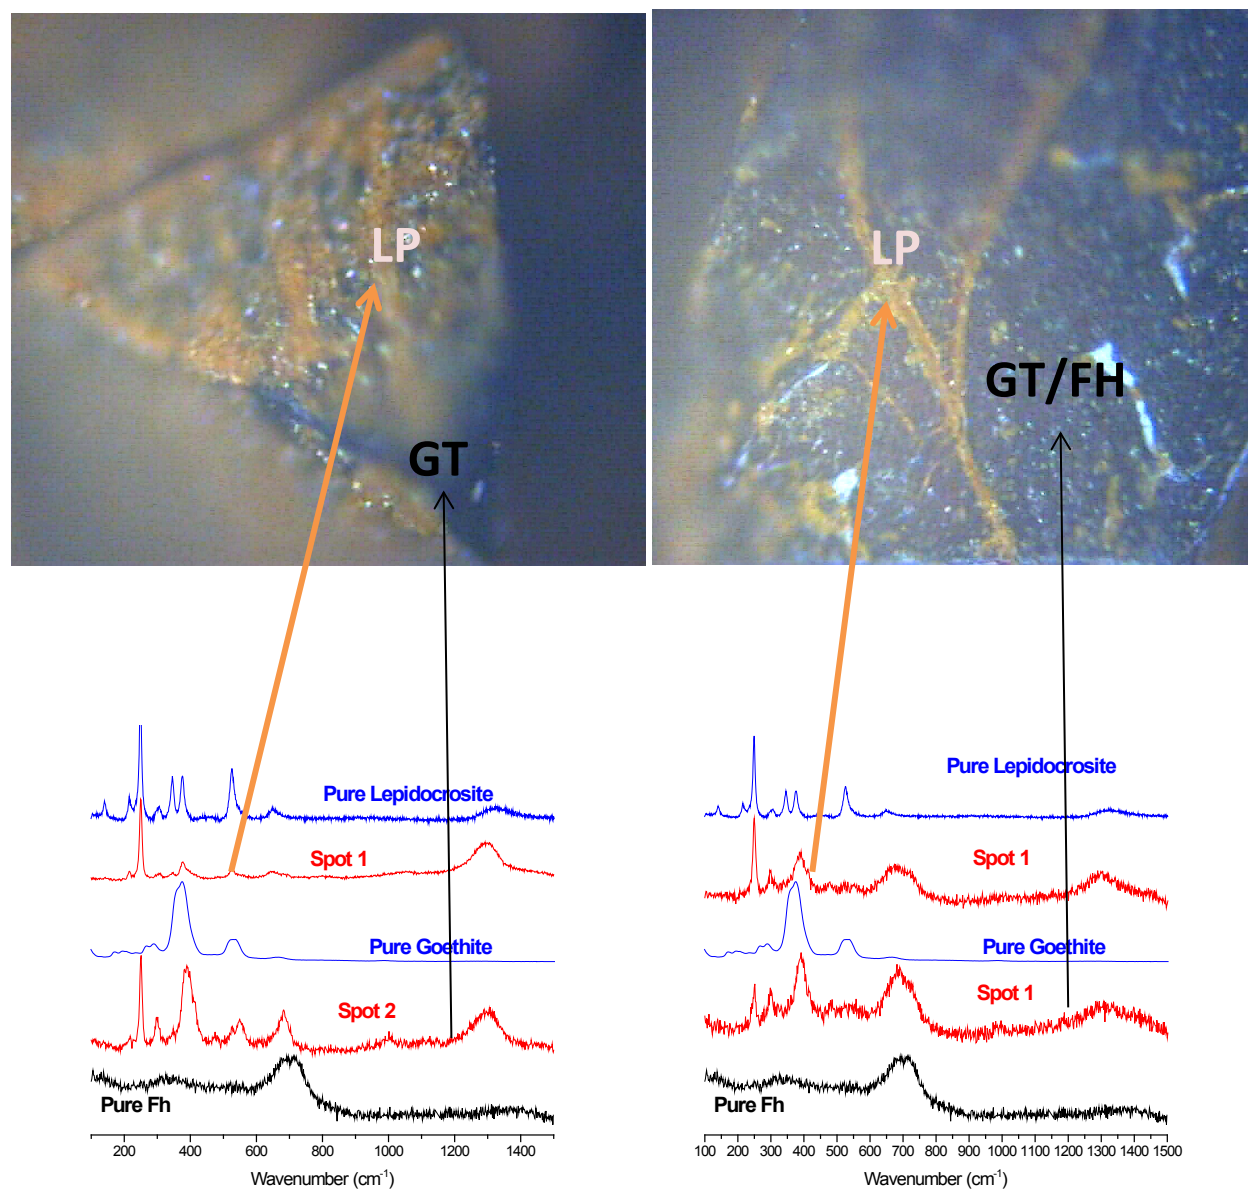 LP
GT
LP
GT/FH
Pure Lepidocrosite
Spot 1
Pure Goethite
Spot 2
Pure Fh
200 400 600 800 1000 1200 1400
Wavenumber (cm⁻¹)
Pure Lepidocrosite
Spot 1
Pure Goethite
Spot 1
Pure Fh
100 200 300 400 500 600 700 800 900 1000 1100 1200 1300 1400 1500
Wavenumber (cm⁻¹)